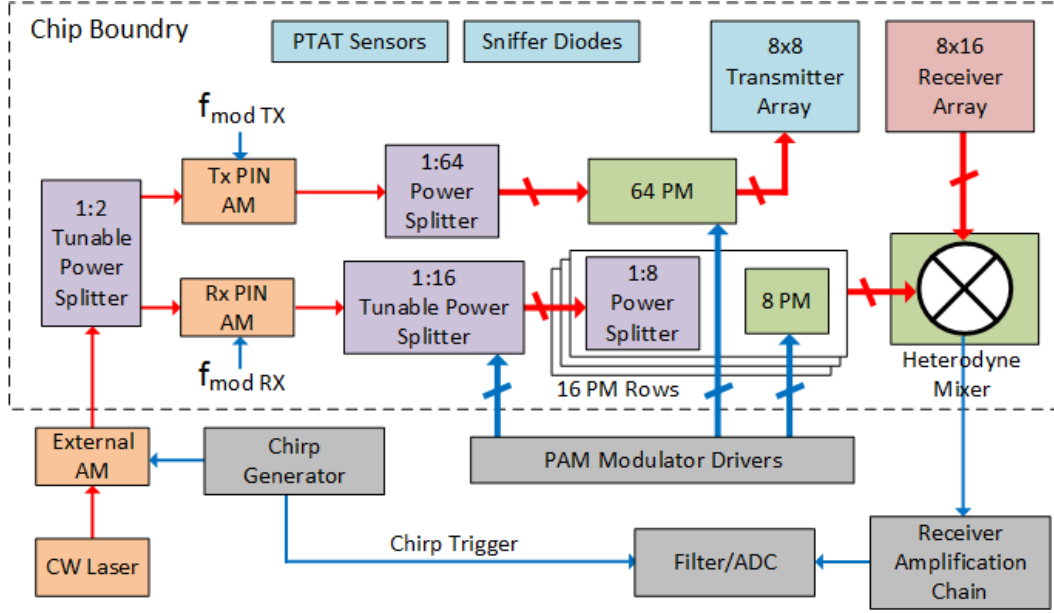 Chip Boundry
PTAT Sensors
Sniffer Diodes
8x8
Transmitter
Array
8x16
Receiver
Array
f mod TX
Tx PIN
AM
1:64
Power
Splitter
64 PM
1:2
Tunable
Power
Splitter
Rx PIN
AM
f mod RX
1:16
Tunable Power
Splitter
1:8
Power
Splitter
8 PM
16 PM Rows
Heterodyne
Mixer
External
AM
Chirp
Generator
PAM Modulator Drivers
CW Laser
Chirp Trigger
Filter/ADC
Receiver
Amplification
Chain